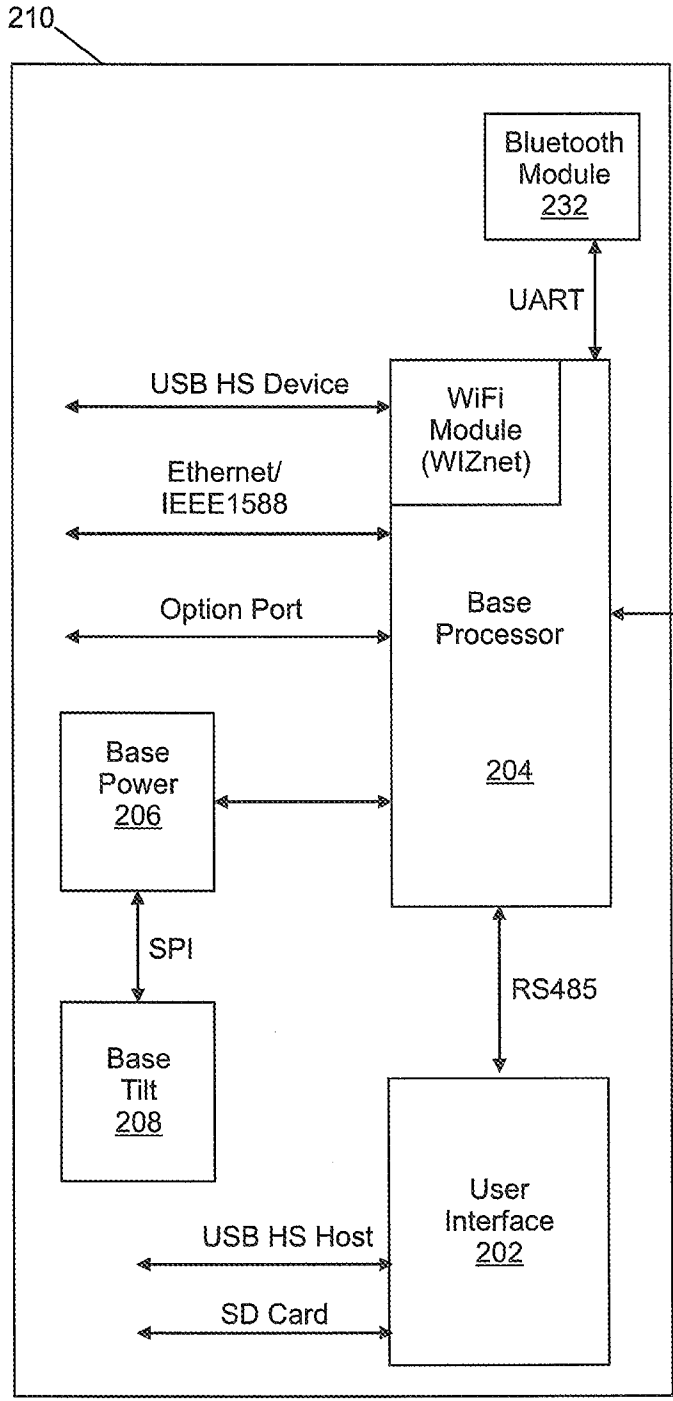 210
Bluetooth
Module
232
UART
USB HS Device
WiFi
Module
(WIZnet)
Ethernet/
IEEE1588
Option Port
Base
Processor
204
Base
Power
206
SPI
RS485
Base
Tilt
208
User
Interface
202
USB HS Host
SD Card